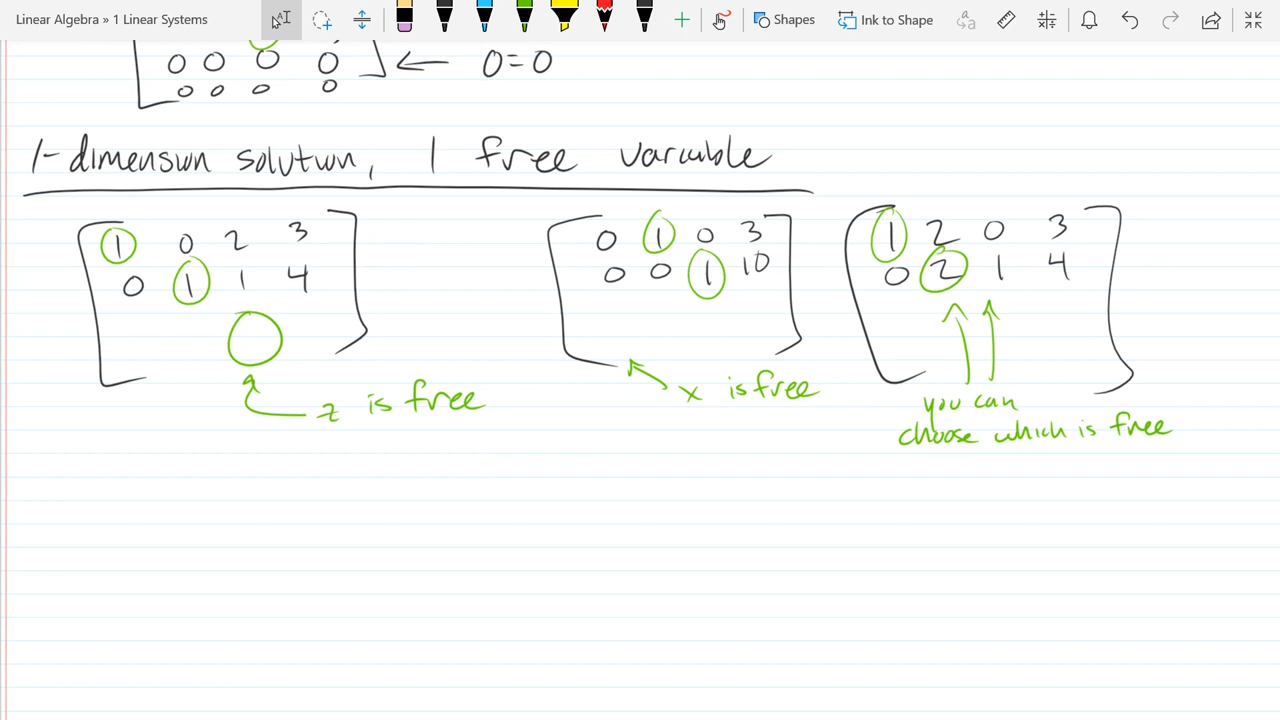 Linear Algebra » 1 Linear Systems
Shapes
Ink to Shape
0 0 0 0 ← 0=0
0 0 0 0
1-dimension solution, 1 free variable
1 0 2 3
0 1 1 4
z is free
0 1 0 3
0 0 1 10
x is free
1 2 0 3
0 2 1 4
you can
choose which is free